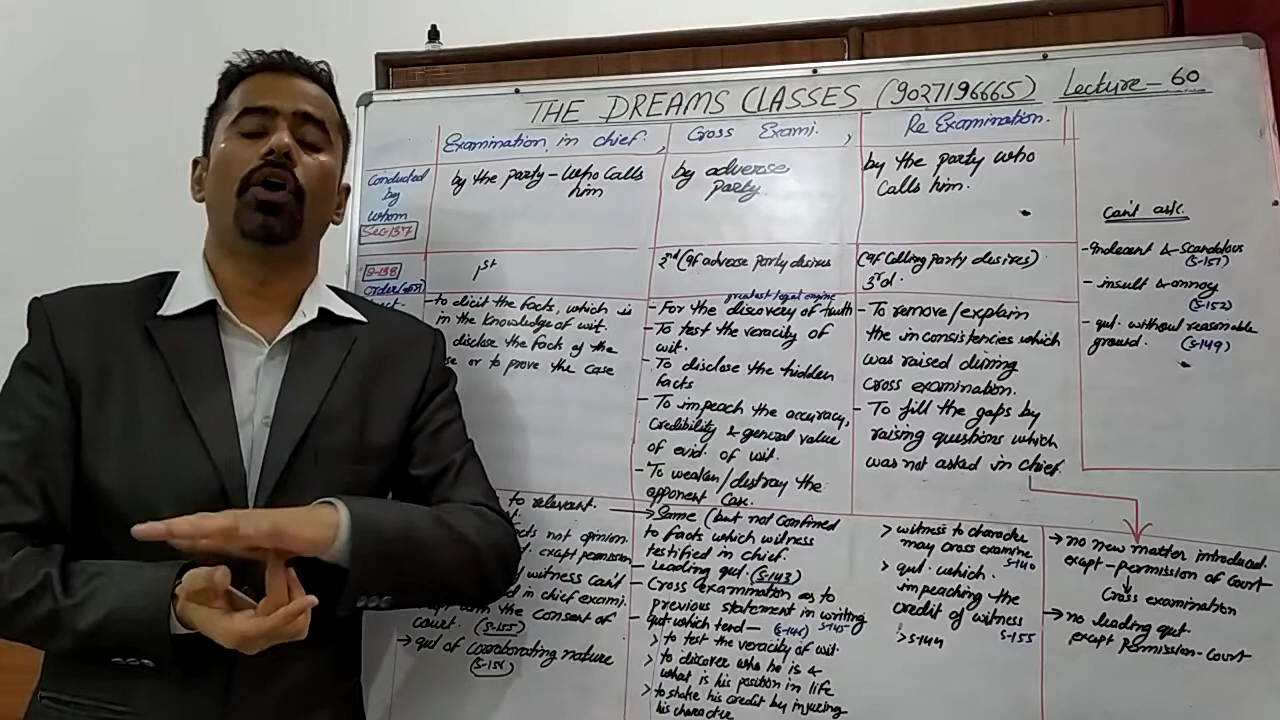 THE DREAMS CLASSES (9027196665) Lecture - 60
Examination in chief,
Cross Exami. ,
Re Examination.
Conducted
by
whom
Sec-137
by the party - who calls
him
by adverse
party
by the party who
Calls him.
S-138
order
1st
2nd (if adverse party desires
(if calling party desires)
3rd.
- to elicit the facts, which is
in the knowledge of wit.
disclose the facts of the
or to prove the case
greatest legal engine
- For the discovery of truth
- To test the veracity of
wit.
- To disclose the hidden
facts
- To impeach the accuracy,
credibility & general value
of evid. of wit.
- To weaken/destroy the
opponent case.
- To remove/explain
the inconsistencies which
was raised during
cross examination.
- To fill the gaps by
raising questions which
was not asked in chief.
Can't ask.
- Indecent & Scandolous
(S-151)
- insult & annoy
(S-152)
- qut. without reasonable
ground. (S-149)
to relevant.
not opinion.
exapt permission
witness can't
in chief exami.
with the consent of
court. (S-155)
→ qut of corroborating nature
(S-156)
→ Same (but not confined
to facts which witness
testified in chief.
- Leading qut. (S-143)
- Cross examination as to
previous statement in writing
S-145
- qut which tend - (S-146)
> to test the veracity of wit.
> to discover who he is &
what is his position in life
> to shake his credit by injuring
his character
> witness to character
may cross examine
S-140
> qut. which
impeaching the
credit of witness
S-155
> S-144
→ no new matter introduced.
exapt - permission of Court
↓
Cross examination
→ no leading qut.
exapt permission - court